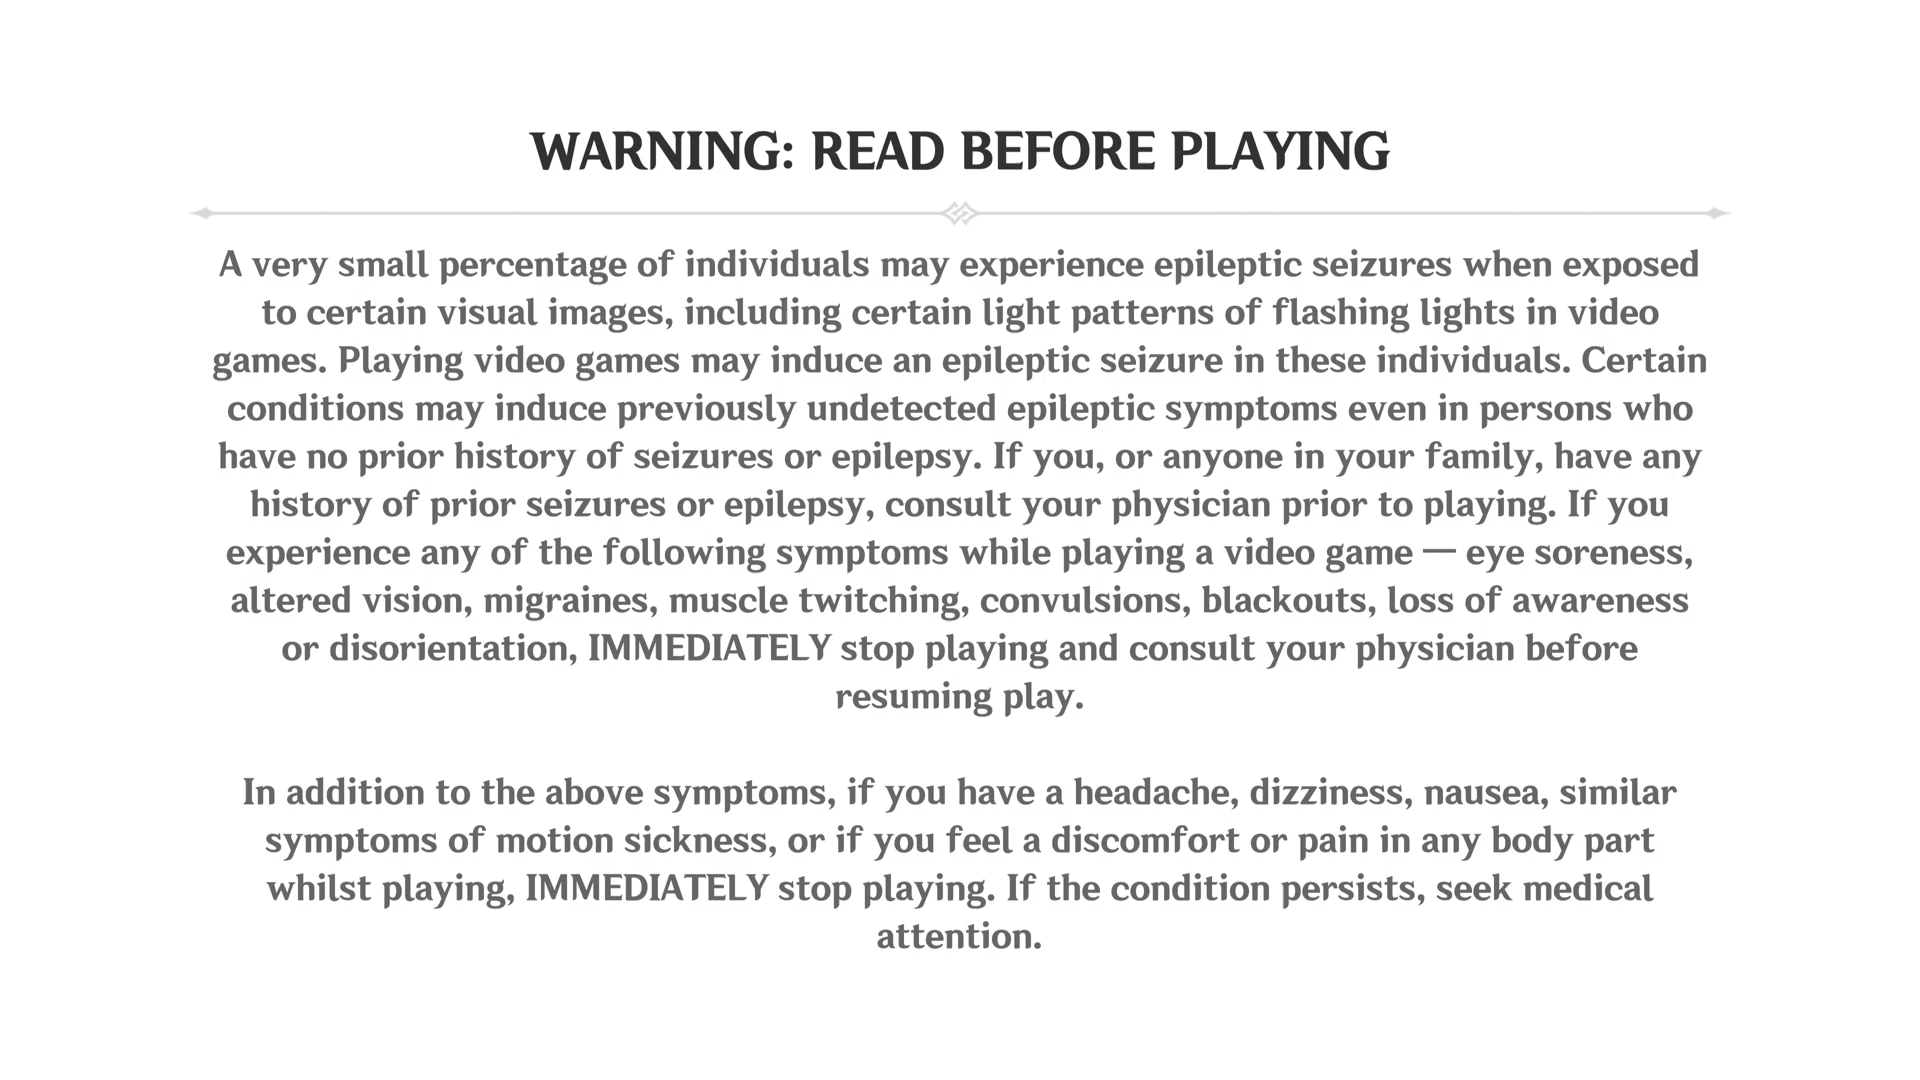 WARNING: READ BEFORE PLAYING
A very small percentage of individuals may experience epileptic seizures when exposed
to certain visual images, including certain light patterns of flashing lights in video
games. Playing video games may induce an epileptic seizure in these individuals. Certain
conditions may induce previously undetected epileptic symptoms even in persons who
have no prior history of seizures or epilepsy. If you, or anyone in your family, have any
history of prior seizures or epilepsy, consult your physician prior to playing. If you
experience any of the following symptoms while playing a video game — eye soreness,
altered vision, migraines, muscle twitching, convulsions, blackouts, loss of awareness
or disorientation, IMMEDIATELY stop playing and consult your physician before
resuming play.
In addition to the above symptoms, if you have a headache, dizziness, nausea, similar
symptoms of motion sickness, or if you feel a discomfort or pain in any body part
whilst playing, IMMEDIATELY stop playing. If the condition persists, seek medical
attention.